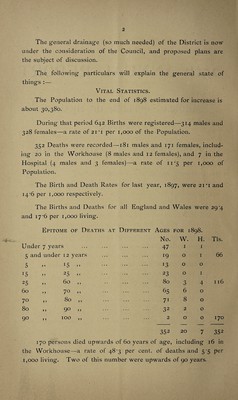 2
The general drainage (so much needed) of the District is now
under the consideration of the Council, and proposed plans are
the subject of discussion.
The following particulars will explain the general state of
things :—
Vital Statistics.
The Population to the end of 1898 estimated for increase is
about 30,380.
During that period 642 Births were registered—314 males and
328 females—a rate of 21·1 per 1,000 of the Population.
352 Deaths were recorded—181 males and 171 females, includ-
ing 20 in the Workhouse (8 males and 12 females), and 7 in the
Hospital (4 males and 3 females)—a rate of 11·5 per 1,000 of
Population.
The Birth and Death Rates for last year, 1897, were 21·1 and
14·6 per 1,000 respectively.
The Births and Deaths for all England and Wales were 29·4
and 17·6 per 1,000 living.
Epitome of Deaths at Different Ages for 1898.
No. W. H. Tls.
Under 7 years ... ... ... ... 47 1 1
5 and under 12 years ... ... ... 19 0 1 66
5 ,, 15 ,, ... ... ... 13 0 0
15 ,, 25 ,, ... ... ... 23 0 1
25 ,, 60 ,, ... ... ... 80 3 4 116
60 ,, 70 ,, ... ... ... 65 6 0
70 ,, 80 ,, ... ... ... 71 8 0
80 ,, 90 ,, ... ... ... 32 2 0
90 ,, 100 ,, ... ... ... 2 0 0 170
352 20 7 352
170 persons died upwards of 60 years of age, including 16 in
the Workhouse—a rate of 48·3 per cent. of deaths and 5·5 per
1,000 living. Two of this number were upwards of 90 years.